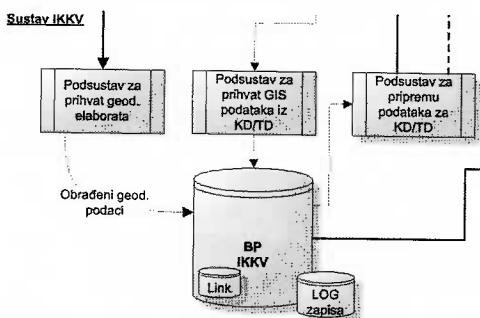 Sustav IKKV
Podsustav za
prihvat geod.
elaborata
Podsustav za
prihvat GIS
podataka iz
KD/TD
Podsustav za
pripremu
podataka za
KD/TD
Obrađeni geod.
podaci
BP
IKKV
Link
LOG
zapisa